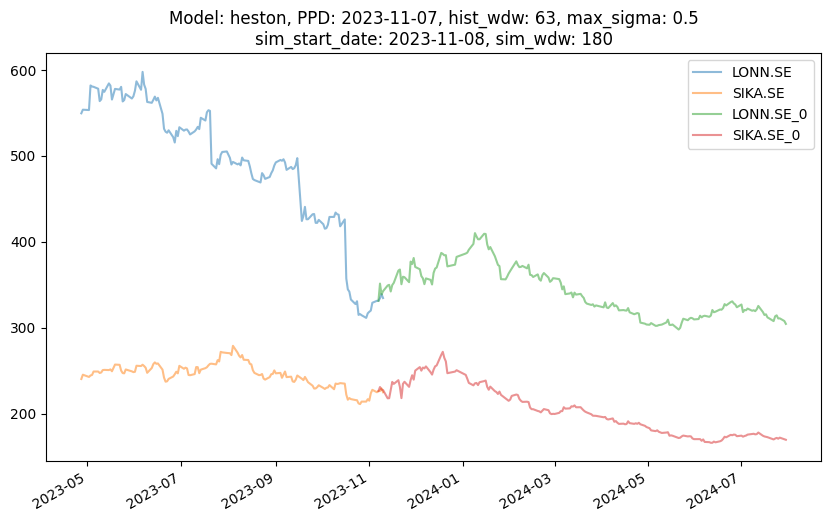 Model: heston, PPD: 2023-11-07, hist_wdw: 63, max_sigma: 0.5
sim_start_date: 2023-11-08, sim_wdw: 180
LONN.SE
SIKA.SE
LONN.SE_0
SIKA.SE_0
600
500
400
300
200
2023-05
2023-07
2023-09
2023-11
2024-01
2024-03
2024-05
2024-07